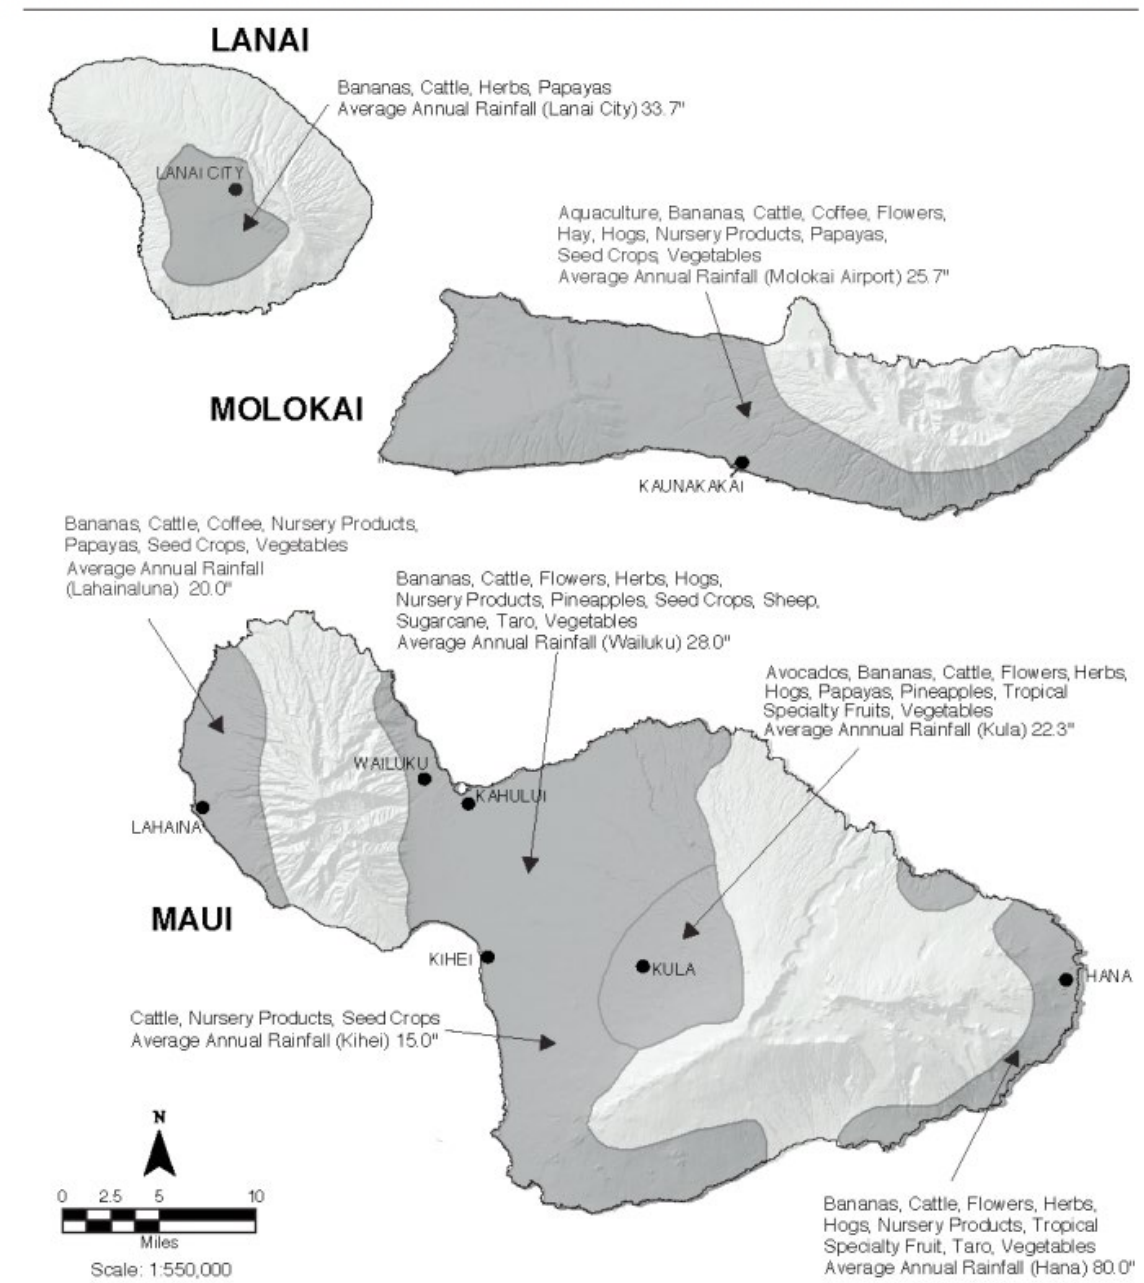 LANAI
Bananas, Cattle, Herbs, Papayas
Average Annual Rainfall (Lanai City) 33.7"
LANAI CITY
Aquaculture, Bananas, Cattle, Coffee, Flowers,
Hay, Hogs, Nursery Products, Papayas,
Seed Crops, Vegetables
Average Annual Rainfall (Molokai Airport) 25.7"
MOLOKAI
KAUNAKAKAI
Bananas, Cattle, Coffee, Nursery Products,
Papayas, Seed Crops, Vegetables
Average Annual Rainfall
(Lahainaluna) 20.0"
Bananas, Cattle, Flowers, Herbs, Hogs,
Nursery Products, Pineapples, Seed Crops, Sheep,
Sugarcane, Taro, Vegetables
Average Annual Rainfall (Wailuku) 28.0"
Avocados, Bananas, Cattle, Flowers, Herbs,
Hogs, Papayas, Pineapples, Tropical
Specialty Fruits, Vegetables
Average Annnual Rainfall (Kula) 22.3"
WAILUKU
KAHULUI
LAHAINA
MAUI
KIHEI
KULA
HANA
Cattle, Nursery Products, Seed Crops
Average Annual Rainfall (Kihei) 15.0"
N
0 2.5 5 10
Miles
Scale: 1:550,000
Bananas, Cattle, Flowers, Herbs,
Hogs, Nursery Products, Tropical
Specialty Fruit, Taro, Vegetables
Average Annual Rainfall (Hana) 80.0"